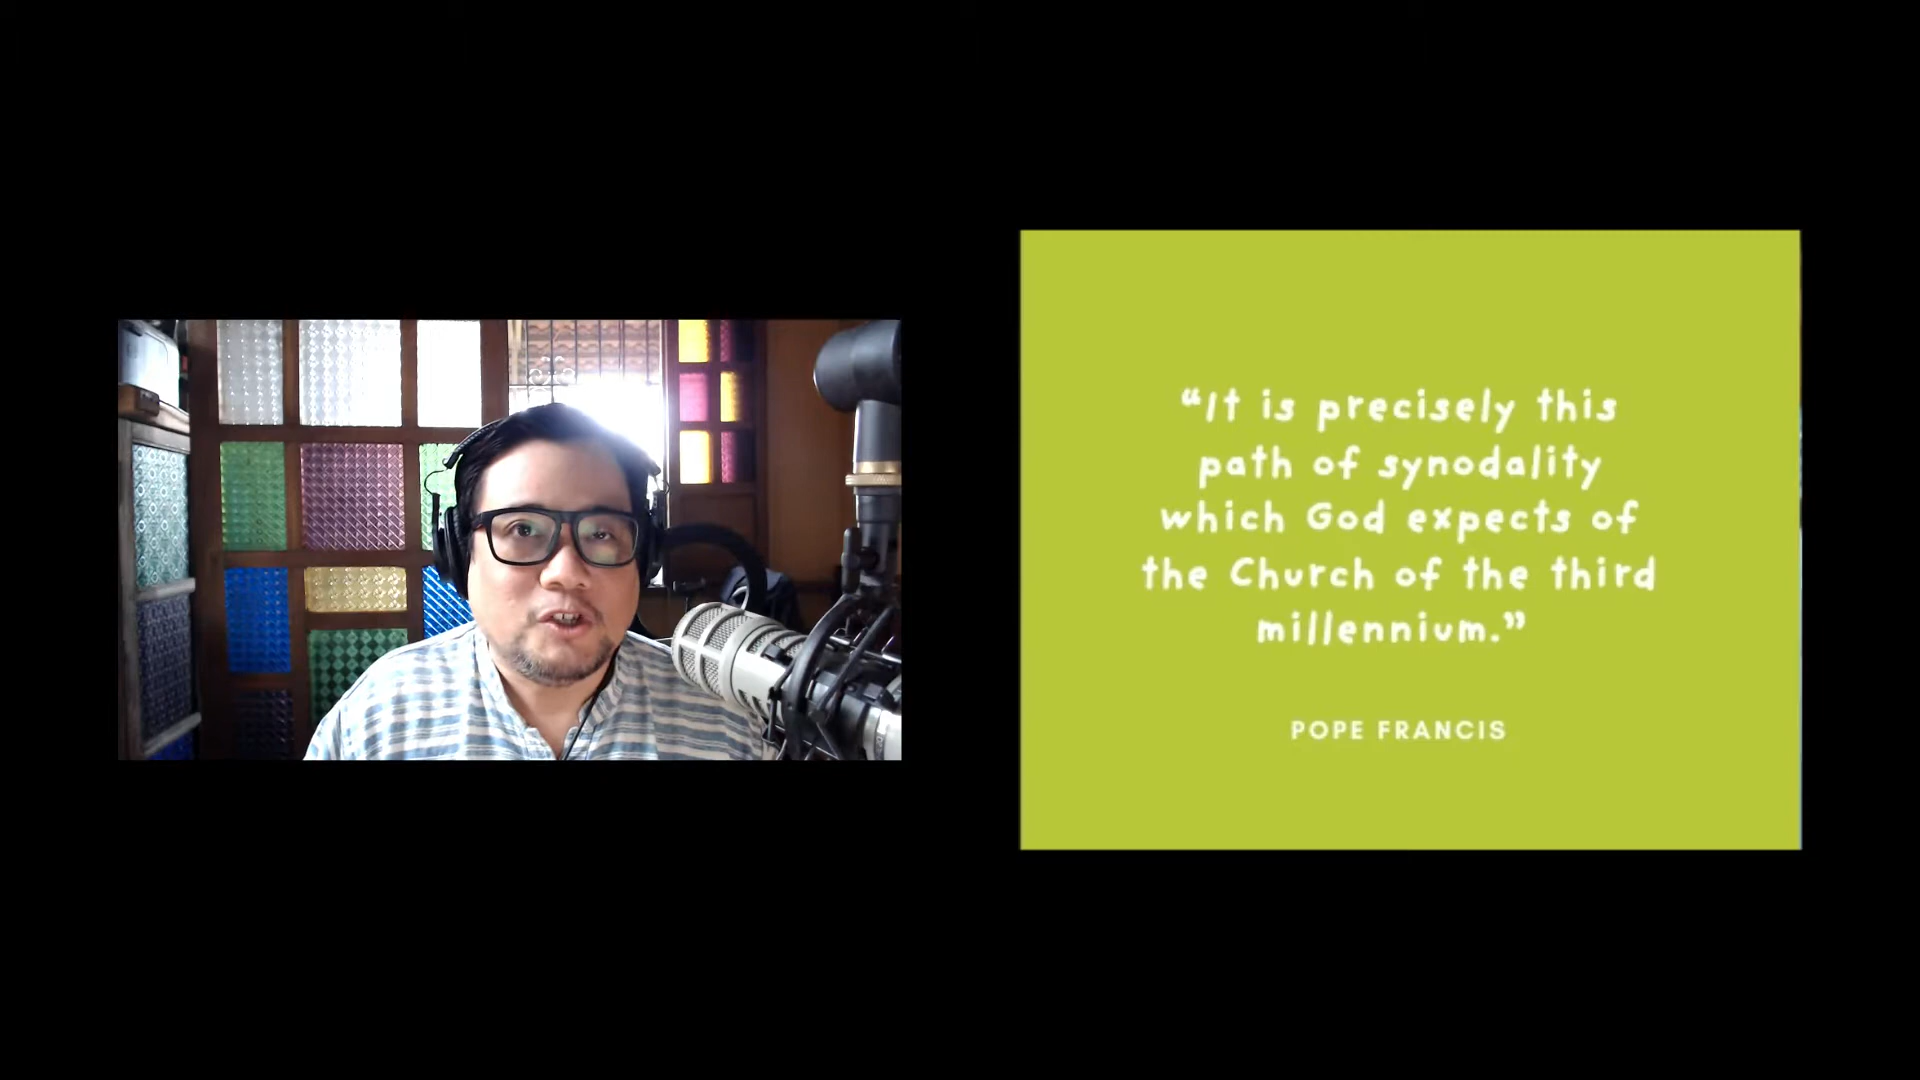 “It is precisely this
path of synodality
which God expects of
the Church of the third
millennium.”
POPE FRANCIS